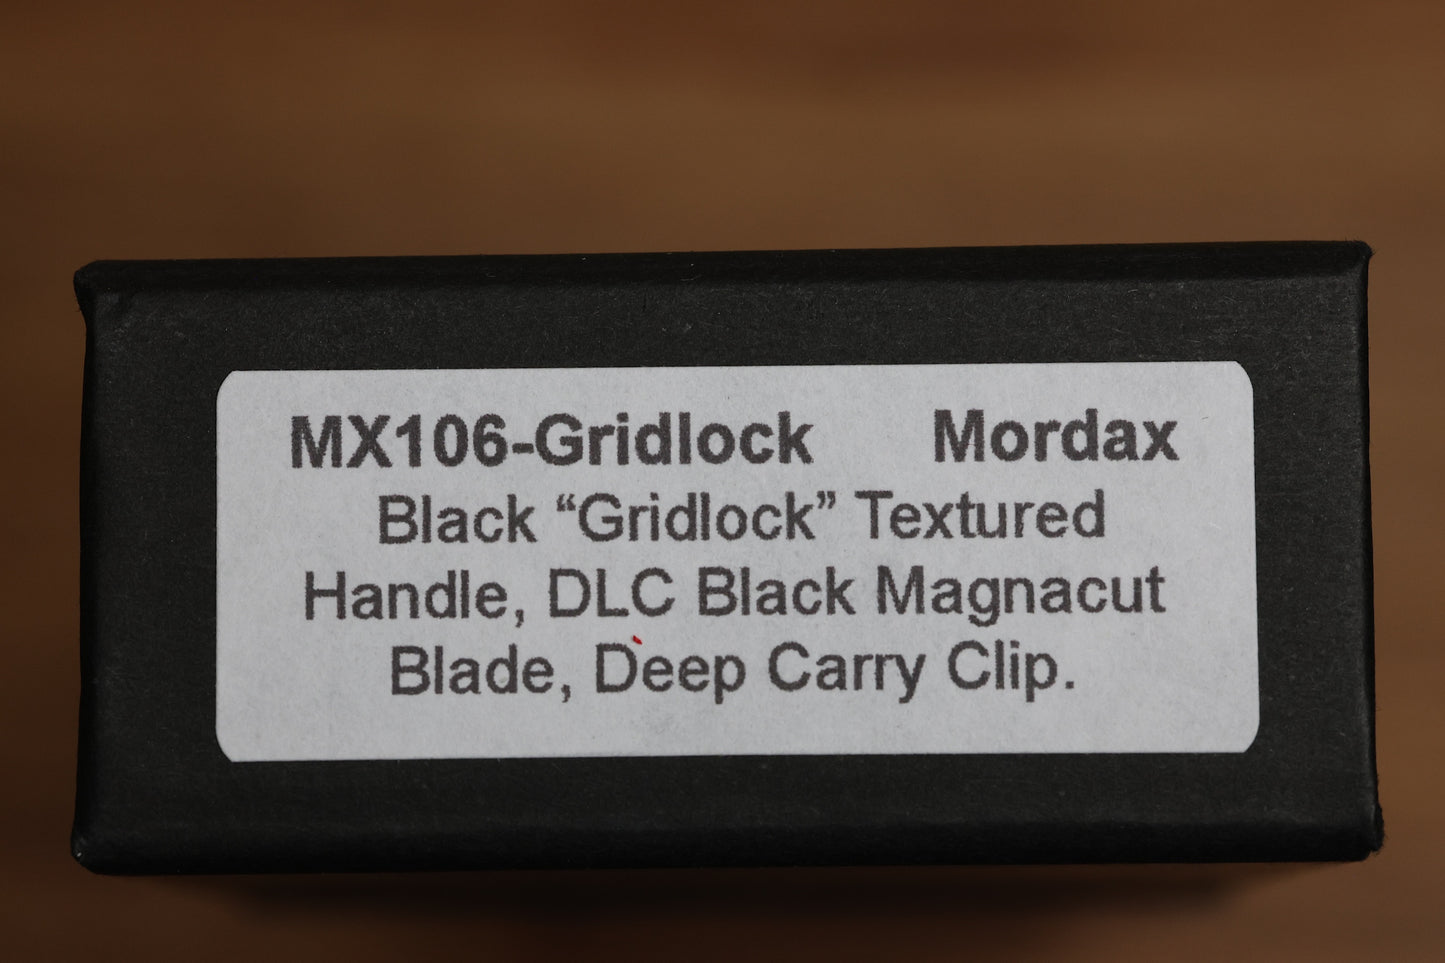 MX106-Gridlock Mordax
Black “Gridlock” Textured
Handle, DLC Black Magnacut
Blade, Deep Carry Clip.